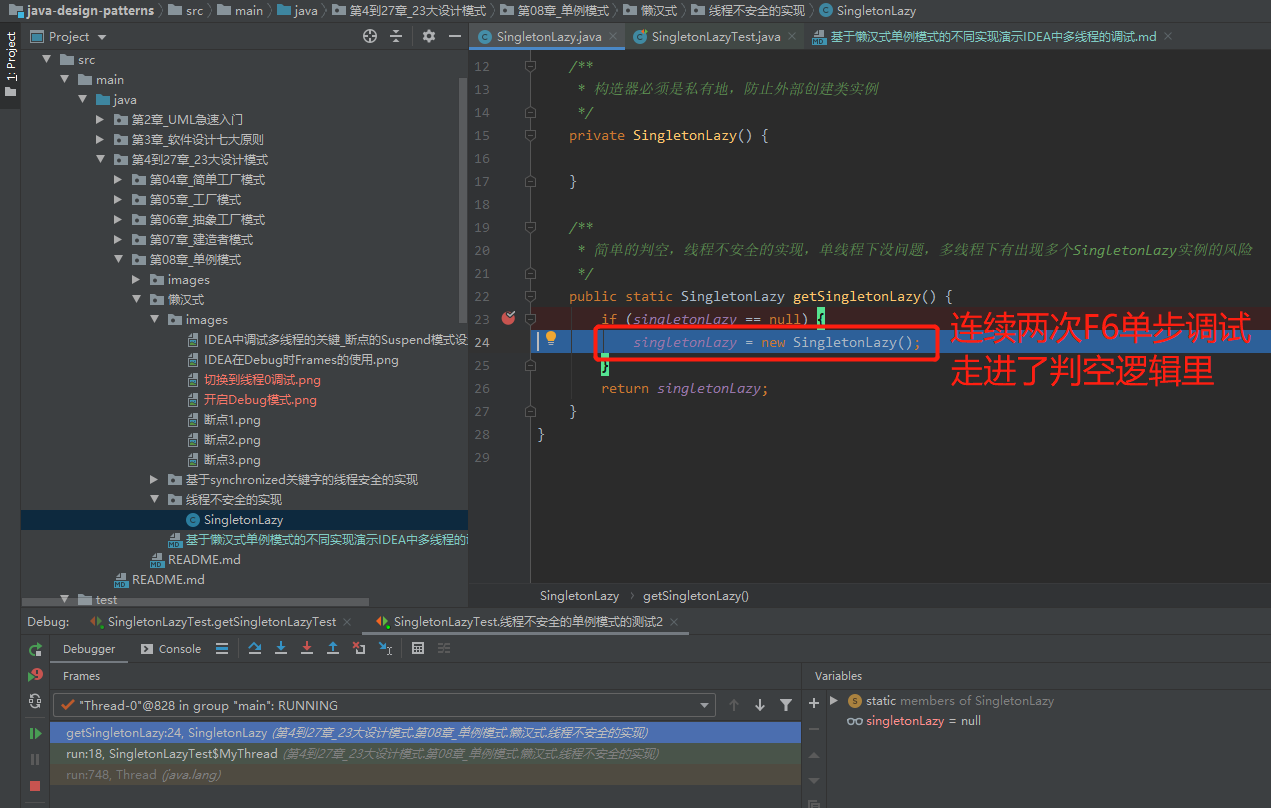 java-design-patterns src main java 第4到27章_23大设计模式 第08章_单例模式 懒汉式 线程不安全的实现 SingletonLazy
1: Project
Project
src
main
java
第2章_UML急速入门
第3章_软件设计七大原则
第4到27章_23大设计模式
第04章_简单工厂模式
第05章_工厂模式
第06章_抽象工厂模式
第07章_建造者模式
第08章_单例模式
images
懒汉式
images
IDEA中调试多线程的关键_断点的Suspend模式设
IDEA在Debug时Frames的使用.png
切换到线程0调试.png
开启Debug模式.png
断点1.png
断点2.png
断点3.png
基于synchronized关键字的线程安全的实现
线程不安全的实现
SingletonLazy
基于懒汉式单例模式的不同实现演示IDEA中多线程的
README.md
README.md
test
SingletonLazy.java SingletonLazyTest.java 基于懒汉式单例模式的不同实现演示IDEA中多线程的调试.md
12 /**
13 * 构造器必须是私有地，防止外部创建类实例
14 */
15 private SingletonLazy() {
16
17 }
18
19 /**
20 * 简单的判空，线程不安全的实现，单线程下没问题，多线程下有出现多个SingletonLazy实例的风险
21 */
22 public static SingletonLazy getSingletonLazy() {
23 if (singletonLazy == null) {
24 singletonLazy = new SingletonLazy();
25 }
26 return singletonLazy;
27 }
28 }
29
连续两次F6单步调试
走进了判空逻辑里
SingletonLazy getSingletonLazy()
Debug: SingletonLazyTest.getSingletonLazyTest SingletonLazyTest.线程不安全的单例模式的测试2
Debugger Console
Frames
"Thread-0"@828 in group "main": RUNNING
getSingletonLazy:24, SingletonLazy (第4到27章_23大设计模式.第08章_单例模式.懒汉式.线程不安全的实现)
run:18, SingletonLazyTest$MyThread (第4到27章_23大设计模式.第08章_单例模式.懒汉式.线程不安全的实现)
run:748, Thread (java.lang)
Variables
static members of SingletonLazy
singletonLazy = null